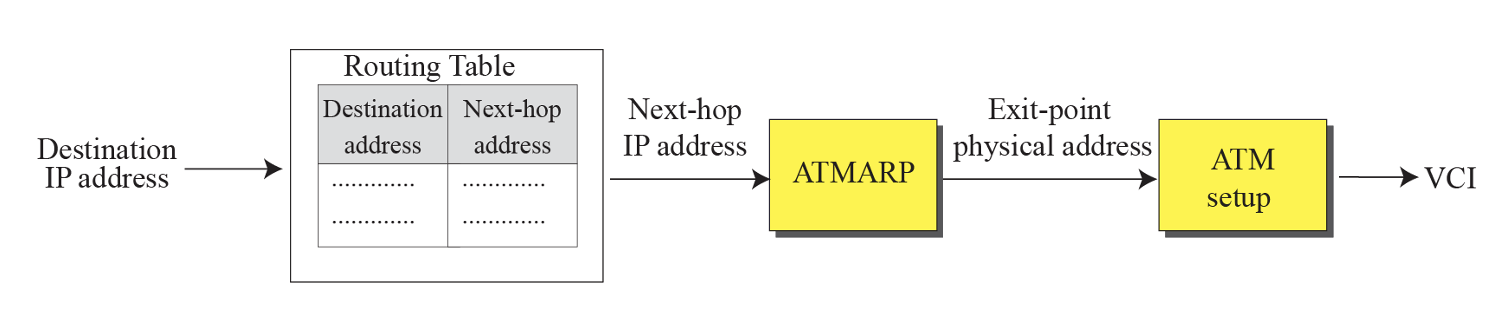 Destination
IP address
Routing Table
Destination
address
Next-hop
address
.............
.............
.............
.............
Next-hop
IP address
ATMARP
Exit-point
physical address
ATM
setup
VCI